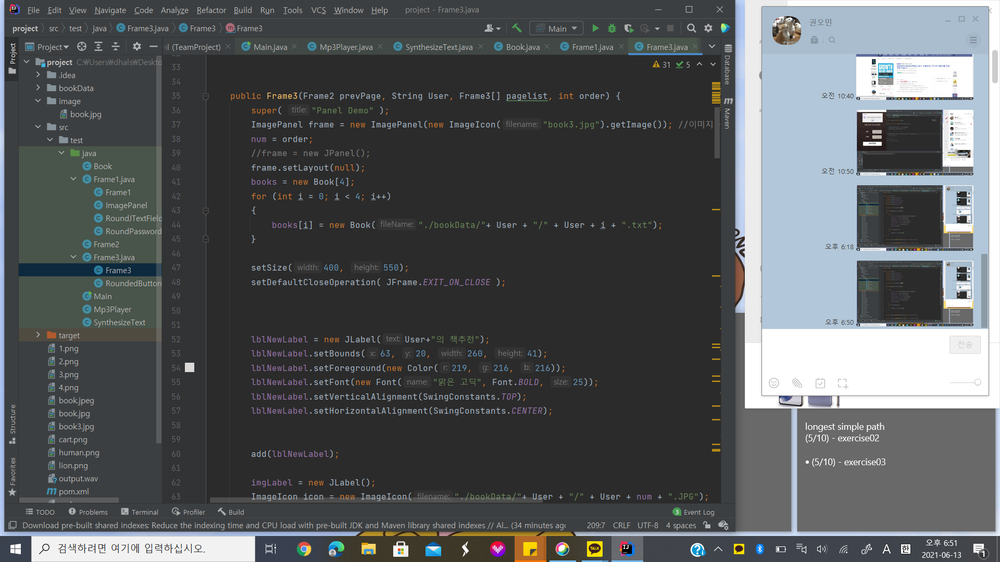 File Edit View Navigate Code Analyze Refactor Build Run Tools VCS Window Help project - Frame3.java
project src test java Frame3.java Frame3 Frame3 Main
Project
Project
ml (TeamProject) Main.java Mp3Player.java SynthesizeText.java Book.java Frame1.java Frame3.java
project C:₩Users₩dhals₩Deskto
.idea
bookData
image
book.jpg
src
test
java
Book
Frame1.java
Frame1
ImagePanel
RoundJTextField
RoundPassword
Frame2
Frame3.java
Frame3
RoundedButton
Main
Mp3Player
SynthesizeText
target
1.png
2.png
3.png
4.png
book.jpeg
book.jpg
book3.jpg
cart.png
human.png
lion.png
output.wav
pom.xml
Structure
Favorites
31 5
Database
Maven
33
34
35 public Frame3(Frame2 prevPage, String User, Frame3[] pagelist, int order) {
36 super( title: "Panel Demo" );
37 ImagePanel frame = new ImagePanel(new ImageIcon( filename: "book3.jpg").getImage()); //이미지
38 num = order;
39 //frame = new JPanel();
40 frame.setLayout(null);
41 books = new Book[4];
42 for (int i = 0; i < 4; i++)
43 {
44 books[i] = new Book( fileName: "./bookData/"+ User + "/" + User + i + ".txt");
45 }
46
47 setSize( width: 400, height: 550);
48 setDefaultCloseOperation( JFrame.EXIT_ON_CLOSE );
49
50
51
52 lblNewLabel = new JLabel( text: User+"의 책추천");
53 lblNewLabel.setBounds( x: 63, y: 20, width: 260, height: 41);
54 lblNewLabel.setForeground(new Color( r: 219, g: 216, b: 216));
55 lblNewLabel.setFont(new Font( name: "맑은 고딕", Font.BOLD, size: 25));
56 lblNewLabel.setVerticalAlignment(SwingConstants.TOP);
57 lblNewLabel.setHorizontalAlignment(SwingConstants.CENTER);
58
59
60 add(lblNewLabel);
61
62 imgLabel = new JLabel();
63 ImageIcon icon = new ImageIcon( filename: "./bookData/"+ User + "/" + User + num + ".JPG");
TODO Problems Terminal Profiler Build 3 Event Log
Download pre-built shared indexes: Reduce the indexing time and CPU load with pre-built JDK and Maven library shared indexes // Al... (34 minutes ago 209:7 CRLF UTF-8 4 spaces
권오민
오전 10:40
오전 10:50
오후 6:18
오후 6:50
전송
longest simple path
(5/10) - exercise02
• (5/10) - exercise03
검색하려면 여기에 입력하십시오.
TALK
A 한
오후 6:51
2021-06-13
1